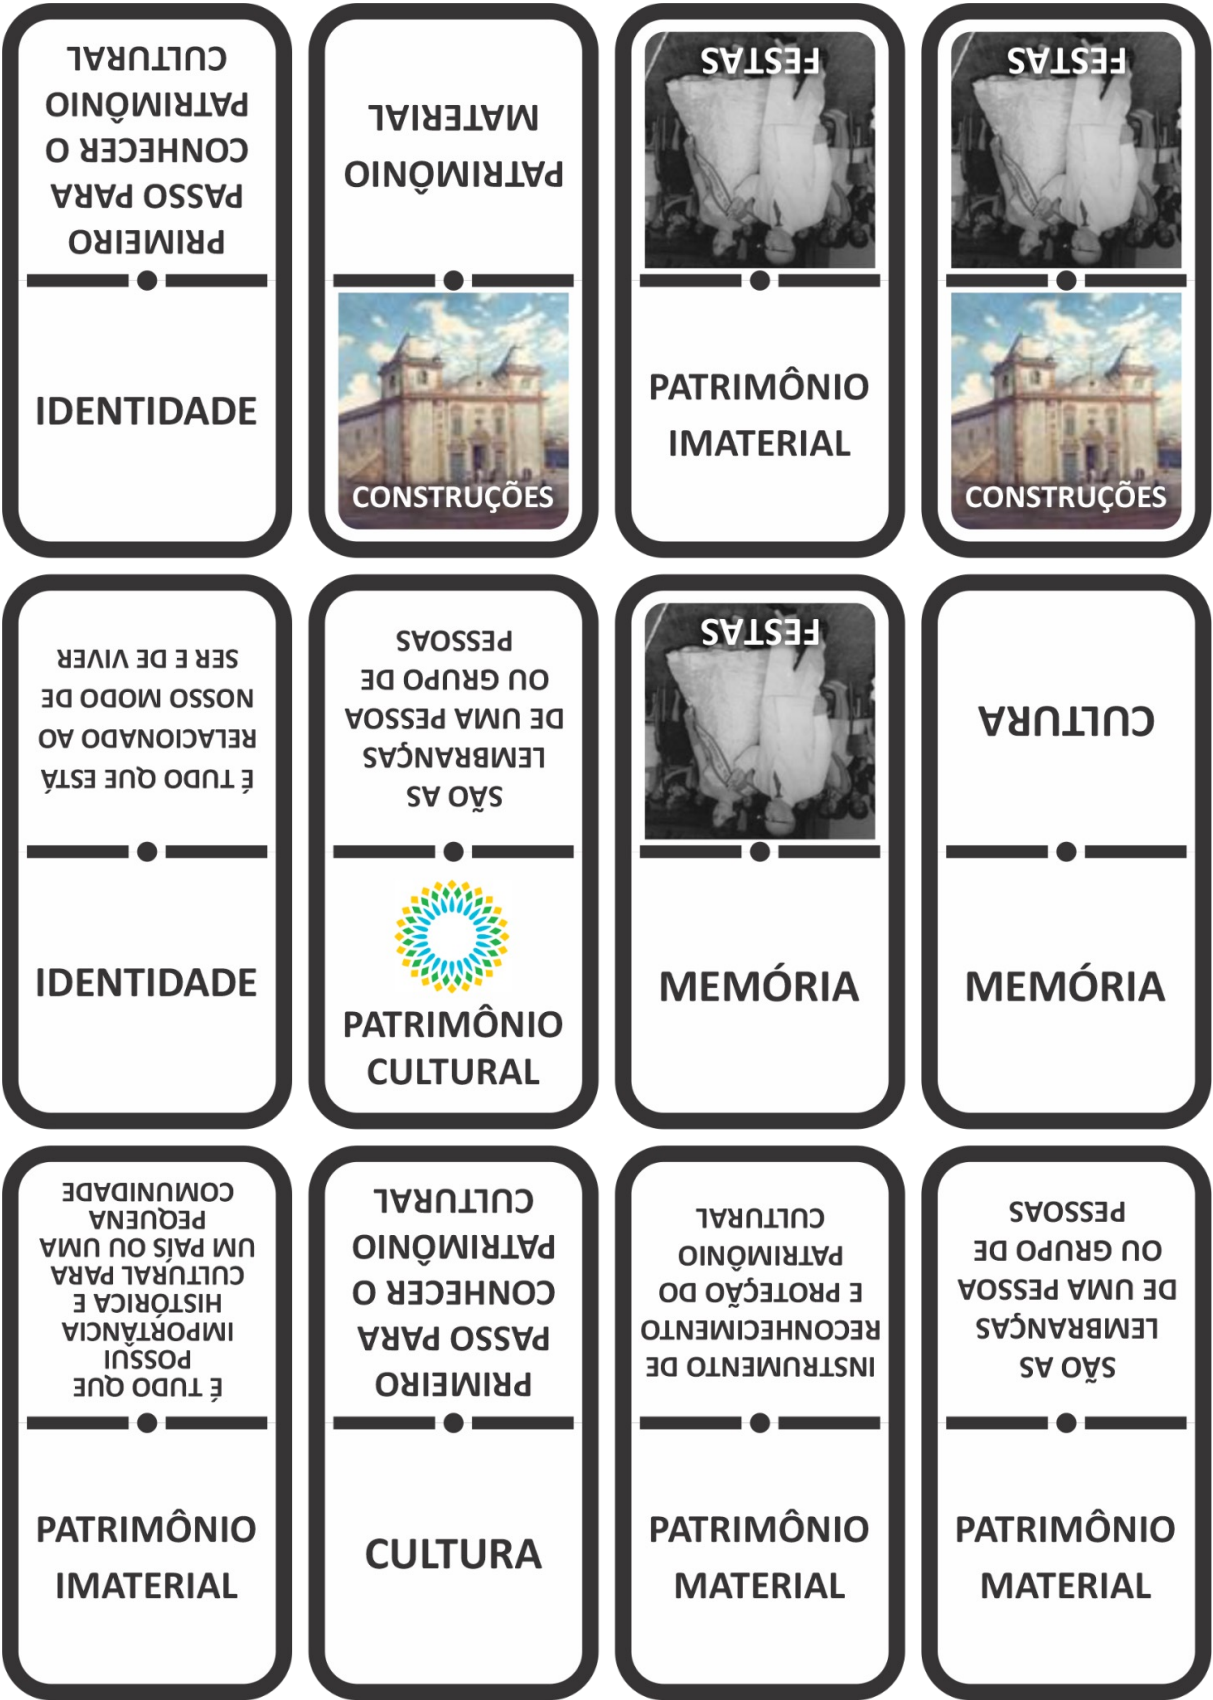 PRIMEIRO
PASSO PARA
CONHECER O
PATRIMÔNIO
CULTURAL
IDENTIDADE
PATRIMÔNIO
MATERIAL
CONSTRUÇÕES
FESTAS
PATRIMÔNIO
IMATERIAL
FESTAS
CONSTRUÇÕES
É TUDO QUE ESTÁ
RELACIONADO AO
NOSSO MODO DE
SER E DE VIVER
IDENTIDADE
SÃO AS
LEMBRANÇAS
DE UMA PESSOA
OU GRUPO DE
PESSOAS
PATRIMÔNIO
CULTURAL
FESTAS
MEMÓRIA
CULTURA
MEMÓRIA
É TUDO QUE
POSSUI
IMPORTÂNCIA
HISTÓRICA E
CULTURAL PARA
UM PAÍS OU UMA
PEQUENA
COMUNIDADE
PATRIMÔNIO
IMATERIAL
PRIMEIRO
PASSO PARA
CONHECER O
PATRIMÔNIO
CULTURAL
CULTURA
INSTRUMENTO DE
RECONHECIMENTO
E PROTEÇÃO DO
PATRIMÔNIO
CULTURAL
PATRIMÔNIO
MATERIAL
SÃO AS
LEMBRANÇAS
DE UMA PESSOA
OU GRUPO DE
PESSOAS
PATRIMÔNIO
MATERIAL